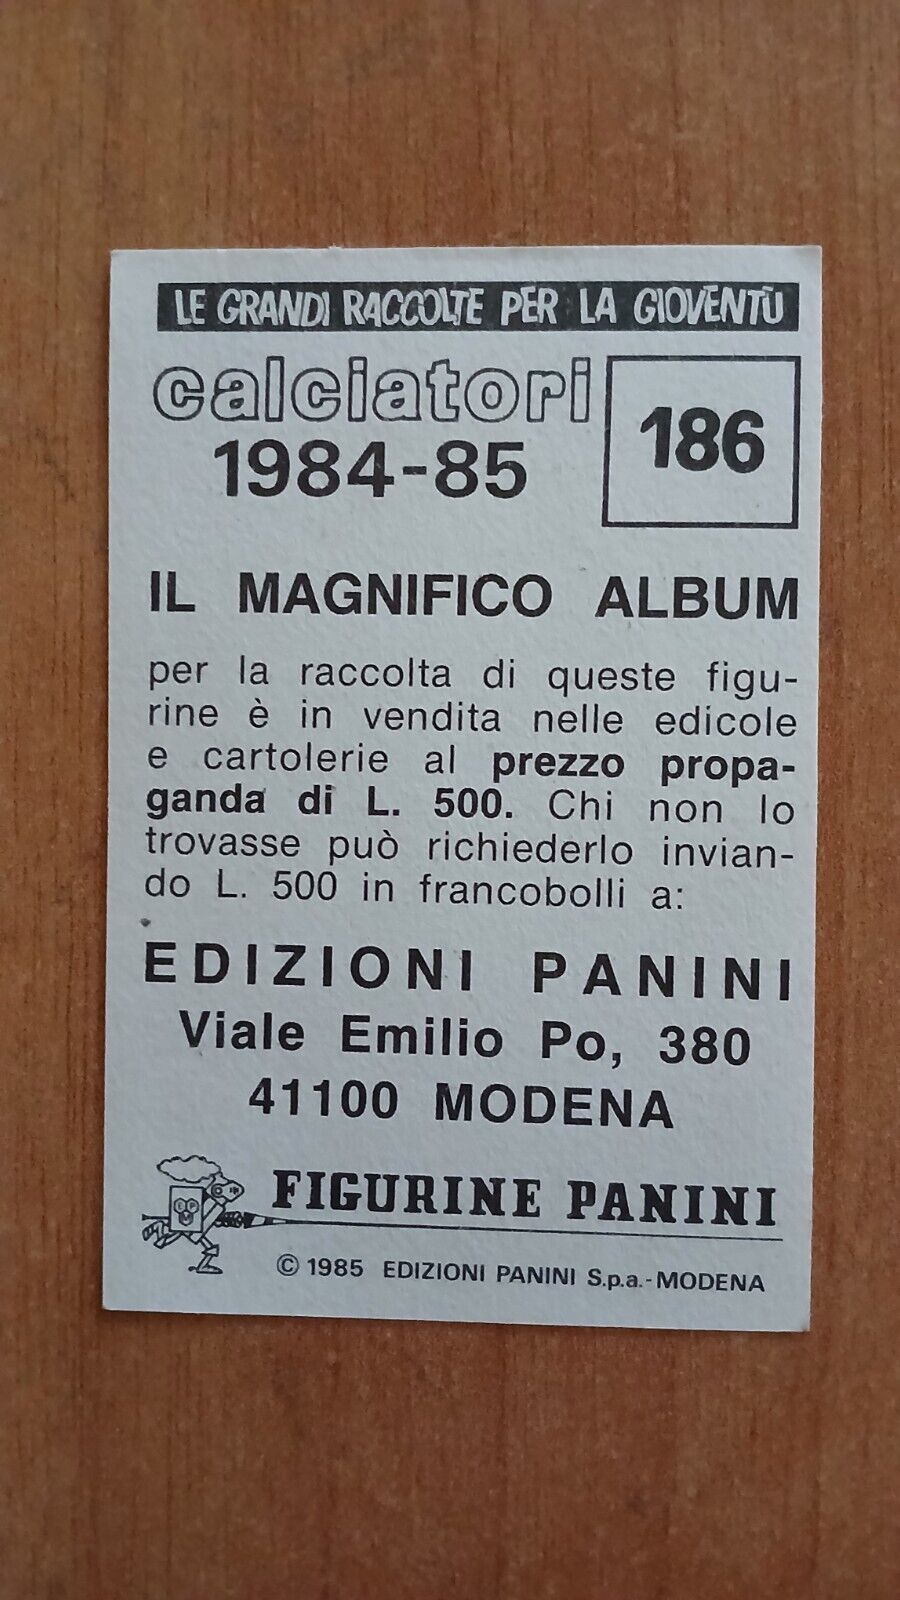 LE GRANDI RACCOLTE PER LA GIOVENTÙ
calciatori
1984-85
186
IL MAGNIFICO ALBUM
per la raccolta di queste figu-
rine è in vendita nelle edicole
e cartolerie al prezzo propa-
ganda di L. 500. Chi non lo
trovasse può richiederlo invian-
do L. 500 in francobolli a:
EDIZIONI PANINI
Viale Emilio Po, 380
41100 MODENA
FIGURINE PANINI
© 1985 EDIZIONI PANINI S.p.a.-MODENA